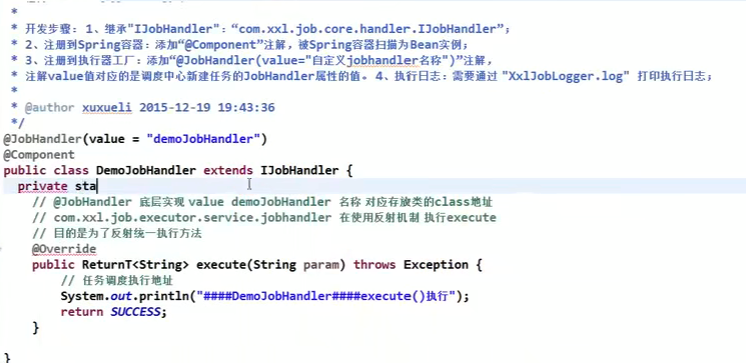 *
* 开发步骤：1、继承"IJobHandler"：“com.xxl.job.core.handler.IJobHandler”；
* 2、注册到Spring容器：添加“@Component”注解，被Spring容器扫描为Bean实例；
* 3、注册到执行器工厂：添加“@JobHandler(value="自定义jobhandler名称")”注解，
* 注解value值对应的是调度中心新建任务的JobHandler属性的值。 4、执行日志：需要通过 "XxlJobLogger.log" 打印执行日志；
*
* @author xuxueli 2015-12-19 19:43:36
*/
@JobHandler(value = "demoJobHandler")
@Component
public class DemoJobHandler extends IJobHandler {
private sta
// @JobHandler 底层实现 value demoJobHandler 名称 对应存放类的class地址
// com.xxl.job.executor.service.jobhandler 在使用反射机制 执行execute
// 目的是为了反射统一执行方法
@Override
public ReturnT<String> execute(String param) throws Exception {
// 任务调度执行地址
System.out.println("####DemoJobHandler####execute()执行");
return SUCCESS;
}
}